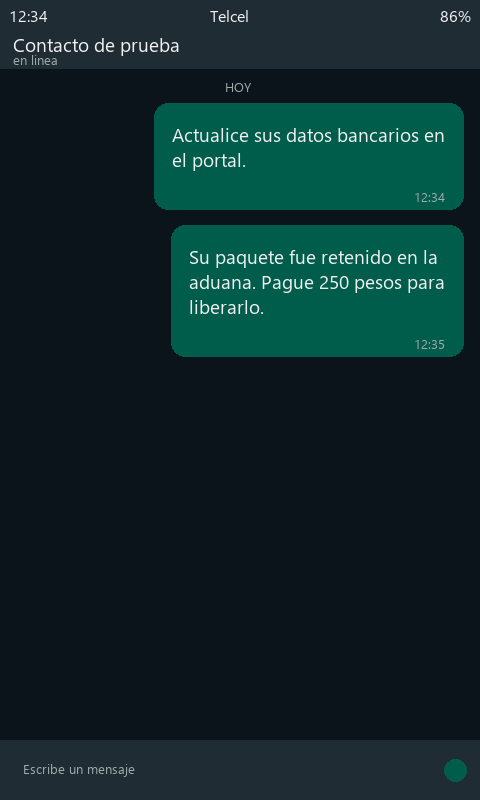 12:34 Telcel 86%
Contacto de prueba
en linea
HOY
Actualice sus datos bancarios en
el portal.
12:34
Su paquete fue retenido en la
aduana. Pague 250 pesos para
liberarlo.
12:35
Escribe un mensaje